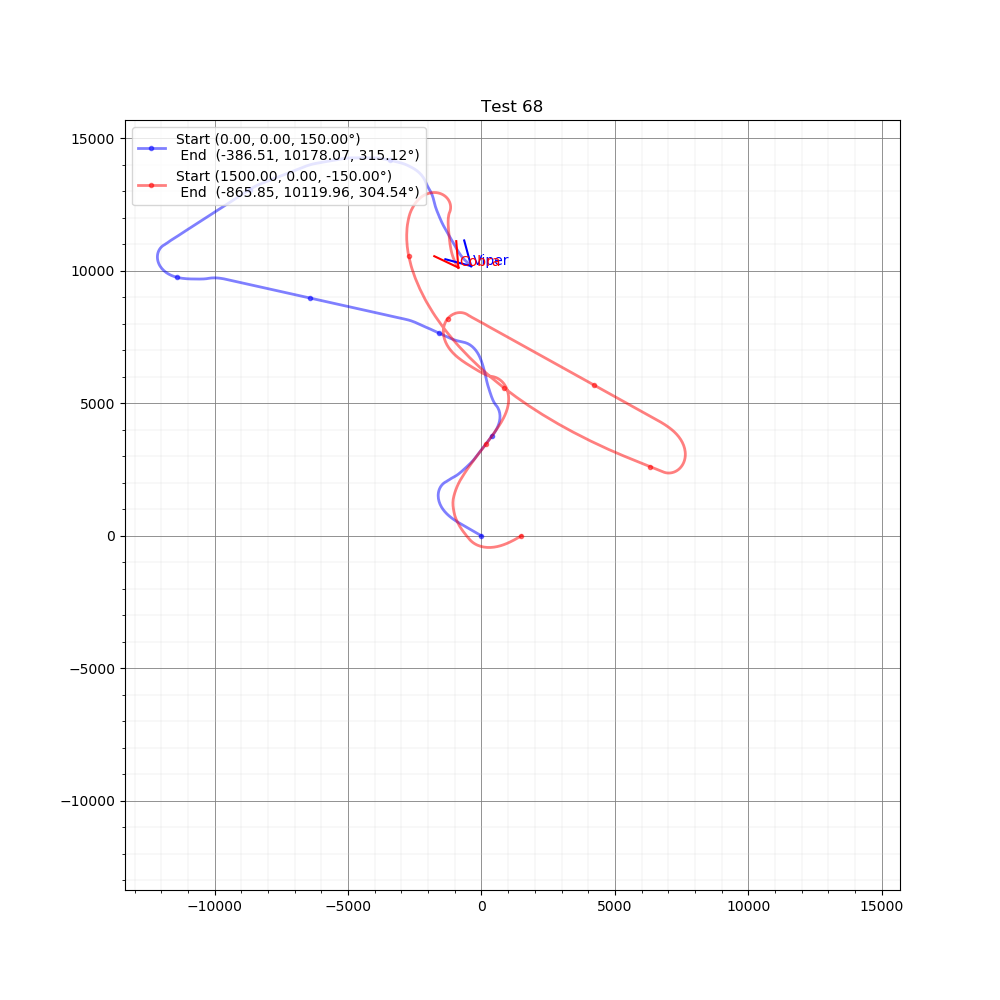 Test 68
Start (0.00, 0.00, 150.00°)
End (-386.51, 10178.07, 315.12°)
Start (1500.00, 0.00, -150.00°)
End (-865.85, 10119.96, 304.54°)
Viper
15000
10000
5000
0
−5000
−10000
−10000 −5000 0 5000 10000 15000